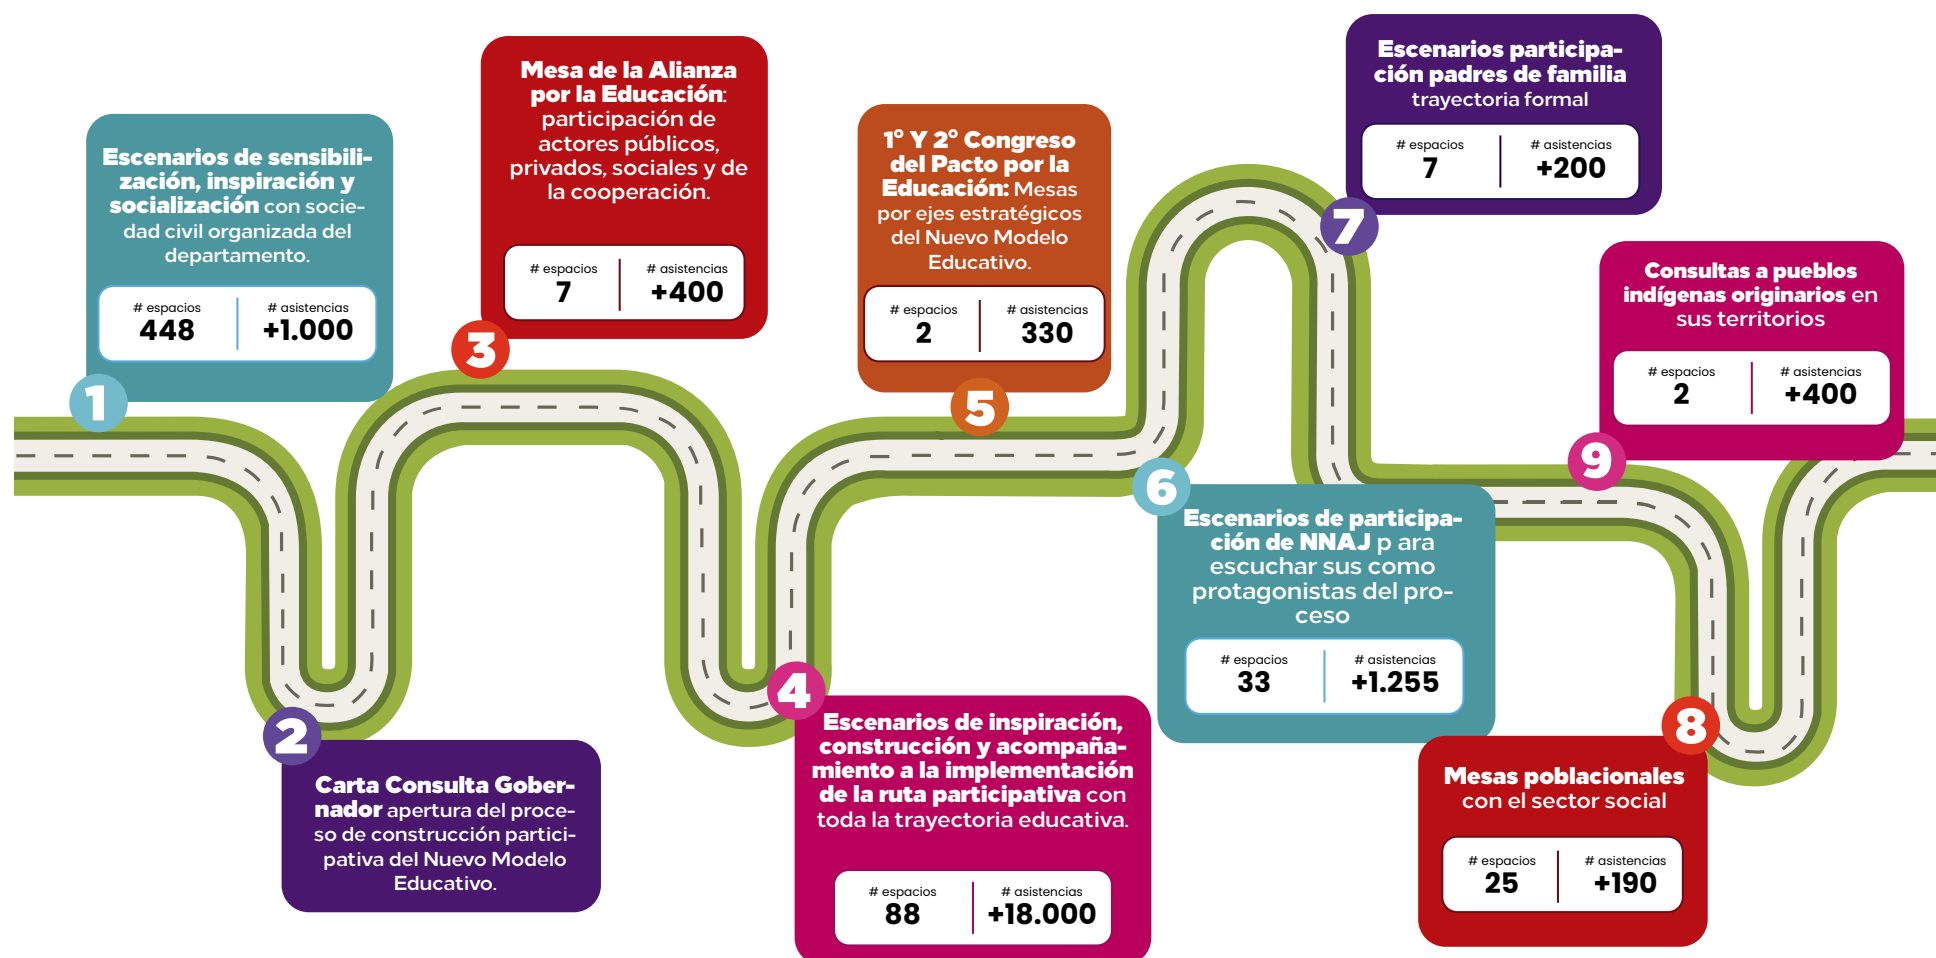 1
Escenarios de sensibili-
zación, inspiración y
socialización con socie-
dad civil organizada del
departamento.
# espacios
448
# asistencias
+1.000
2
Carta Consulta Gober-
nador apertura del proce-
so de construcción partici-
pativa del Nuevo Modelo
Educativo.
3
Mesa de la Alianza
por la Educación:
participación de
actores públicos,
privados, sociales y de
la cooperación.
# espacios
7
# asistencias
+400
4
Escenarios de inspiración,
construcción y acompaña-
miento a la implementación
de la ruta participativa con
toda la trayectoria educativa.
# espacios
88
# asistencias
+18.000
5
1° Y 2° Congreso
del Pacto por la
Educación: Mesas
por ejes estratégicos
del Nuevo Modelo
Educativo.
# espacios
2
# asistencias
330
6
Escenarios de participa-
ción de NNAJ p ara
escuchar sus como
protagonistas del pro-
ceso
# espacios
33
# asistencias
+1.255
7
Escenarios participa-
ción padres de familia
trayectoria formal
# espacios
7
# asistencias
+200
8
Mesas poblacionales
con el sector social
# espacios
25
# asistencias
+190
9
Consultas a pueblos
indígenas originarios en
sus territorios
# espacios
2
# asistencias
+400